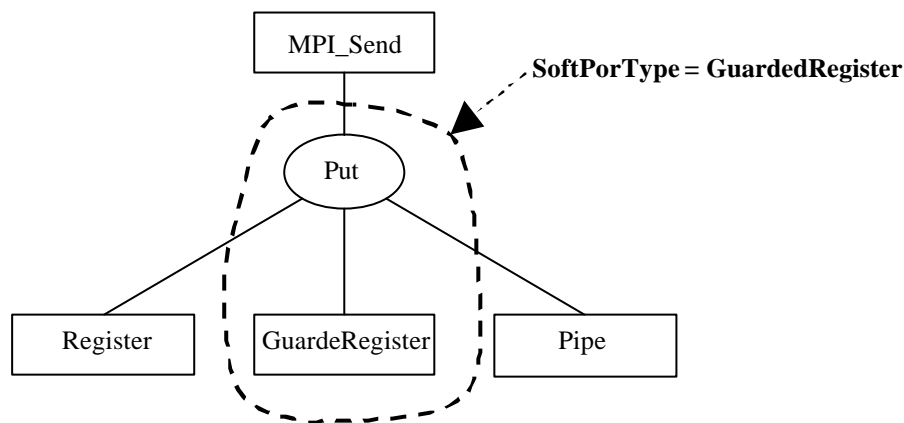 MPI_Send
SoftPorType = GuardedRegister
Put
Register
GuardeRegister
Pipe